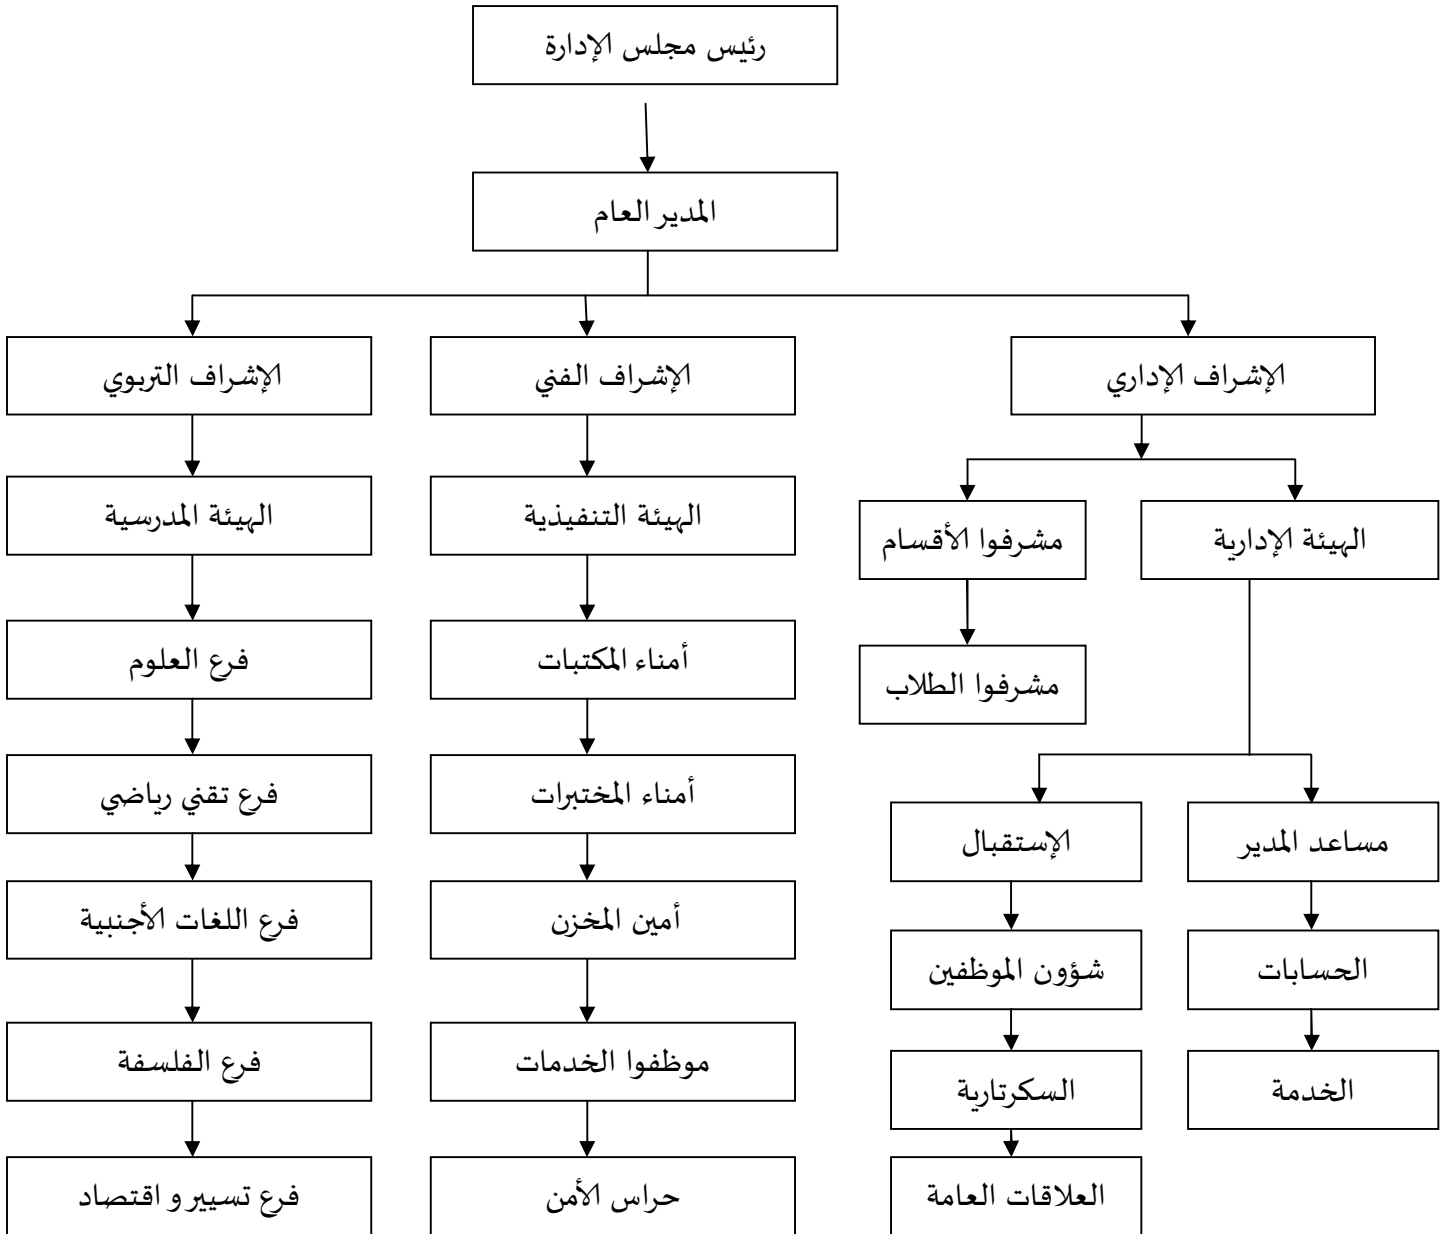 رئيس مجلس الإدارة
المدير العام
الإشراف الإداري
الإشراف الفني
الإشراف التربوي
الهيئة الإدارية
مشرفوا الأقسام
الهيئة التنفيذية
الهيئة المدرسية
مشرفوا الطلاب
أمناء المكتبات
فرع العلوم
مساعد المدير
الإستقبال
أمناء المختبرات
فرع تقني رياضي
الحسابات
شؤون الموظفين
أمين المخزن
فرع اللغات الأجنبية
الخدمة
السكرتارية
موظفوا الخدمات
فرع الفلسفة
العلاقات العامة
حراس الأمن
فرع تسيير و اقتصاد